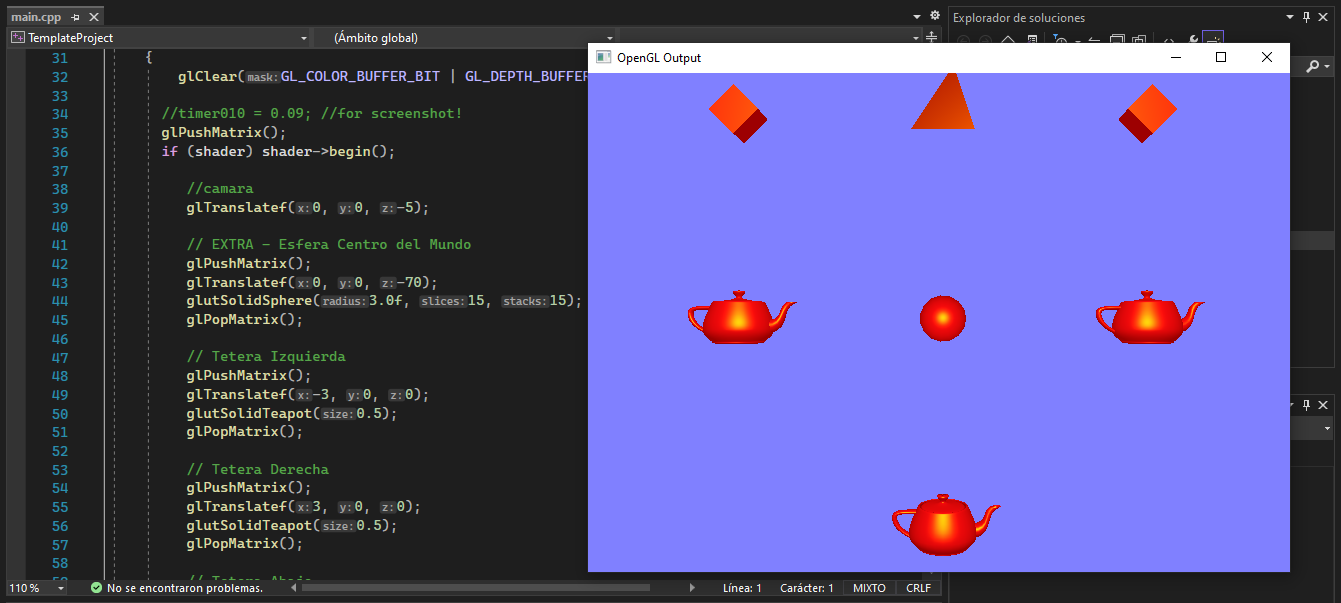 main.cpp
Explorador de soluciones
TemplateProject
(Ámbito global)
OpenGL Output
31 {
32 glClear(mask:GL_COLOR_BUFFER_BIT | GL_DEPTH_BUFFER
33
34 //timer010 = 0.09; //for screenshot!
35 glPushMatrix();
36 if (shader) shader->begin();
37
38 //camara
39 glTranslatef(x:0, y:0, z:-5);
40
41 // EXTRA - Esfera Centro del Mundo
42 glPushMatrix();
43 glTranslatef(x:0, y:0, z:-70);
44 glutSolidSphere(radius:3.0f, slices:15, stacks:15);
45 glPopMatrix();
46
47 // Tetera Izquierda
48 glPushMatrix();
49 glTranslatef(x:-3, y:0, z:0);
50 glutSolidTeapot(size:0.5);
51 glPopMatrix();
52
53 // Tetera Derecha
54 glPushMatrix();
55 glTranslatef(x:3, y:0, z:0);
56 glutSolidTeapot(size:0.5);
57 glPopMatrix();
58
// Tetera Abajo
110 %
No se encontraron problemas.
Línea: 1
Carácter: 1
MIXTO
CRLF